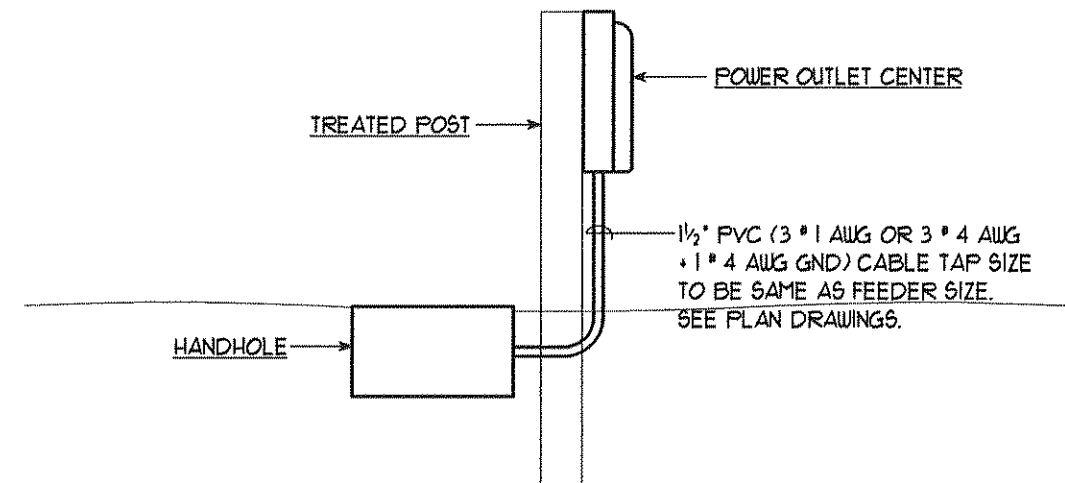 POWER OUTLET CENTER
TREATED POST
1½" PVC (3 # 1 AWG OR 3 # 4 AWG
+ 1 # 4 AWG GND) CABLE TAP SIZE
TO BE SAME AS FEEDER SIZE.
SEE PLAN DRAWINGS.
HANDHOLE